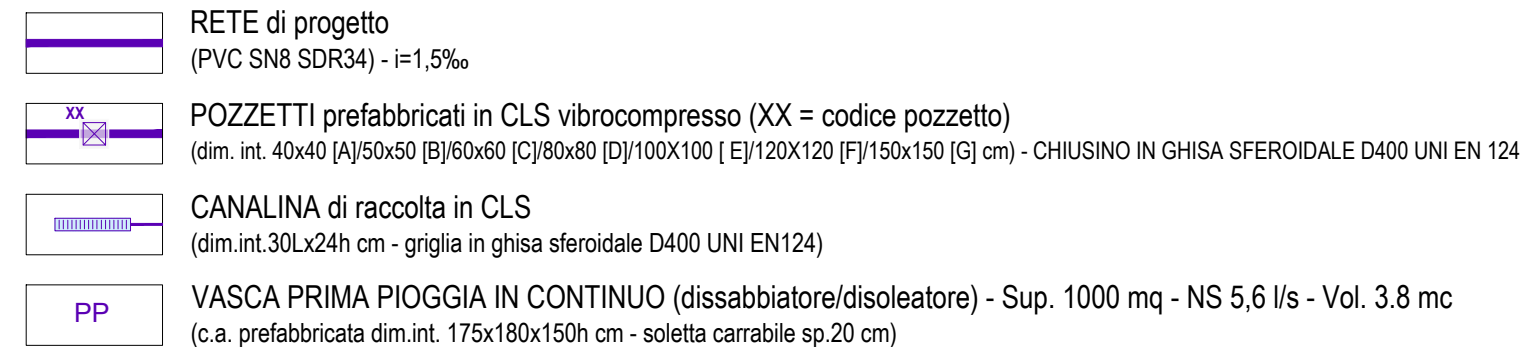 RETE di progetto
(PVC SN8 SDR34) - i=1,5‰
XX
POZZETTI prefabbricati in CLS vibrocompresso (XX = codice pozzetto)
(dim. int. 40x40 [A]/50x50 [B]/60x60 [C]/80x80 [D]/100X100 [ E]/120X120 [F]/150x150 [G] cm) - CHIUSINO IN GHISA SFEROIDALE D400 UNI EN 124
CANALINA di raccolta in CLS
(dim.int.30Lx24h cm - griglia in ghisa sferoidale D400 UNI EN124)
PP
VASCA PRIMA PIOGGIA IN CONTINUO (dissabbiatore/disoleatore) - Sup. 1000 mq - NS 5,6 l/s - Vol. 3.8 mc
(c.a. prefabbricata dim.int. 175x180x150h cm - soletta carrabile sp.20 cm)